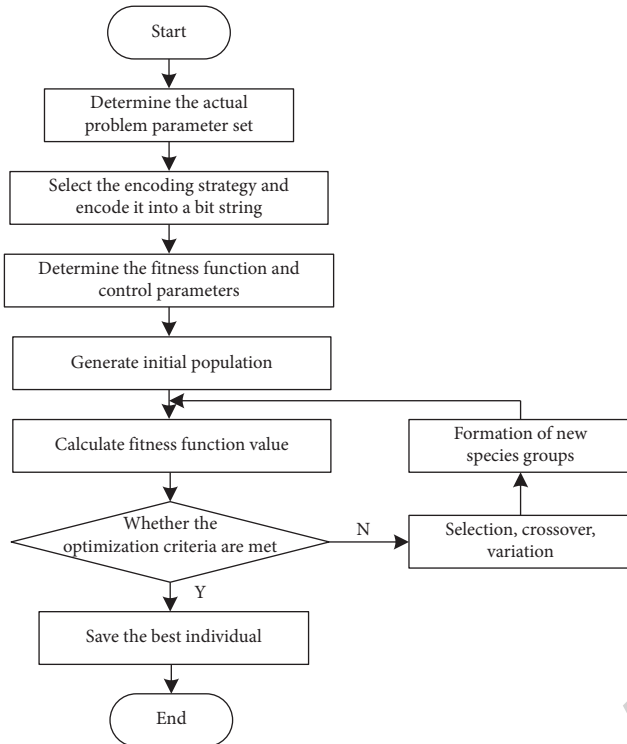 Start
Determine the actual
problem parameter set
Select the encoding strategy and
encode it into a bit string
Determine the fitness function and
control parameters
Generate initial population
Calculate fitness function value
Formation of new
species groups
Whether the
optimization criteria are met
N
Selection, crossover,
variation
Y
Save the best individual
End